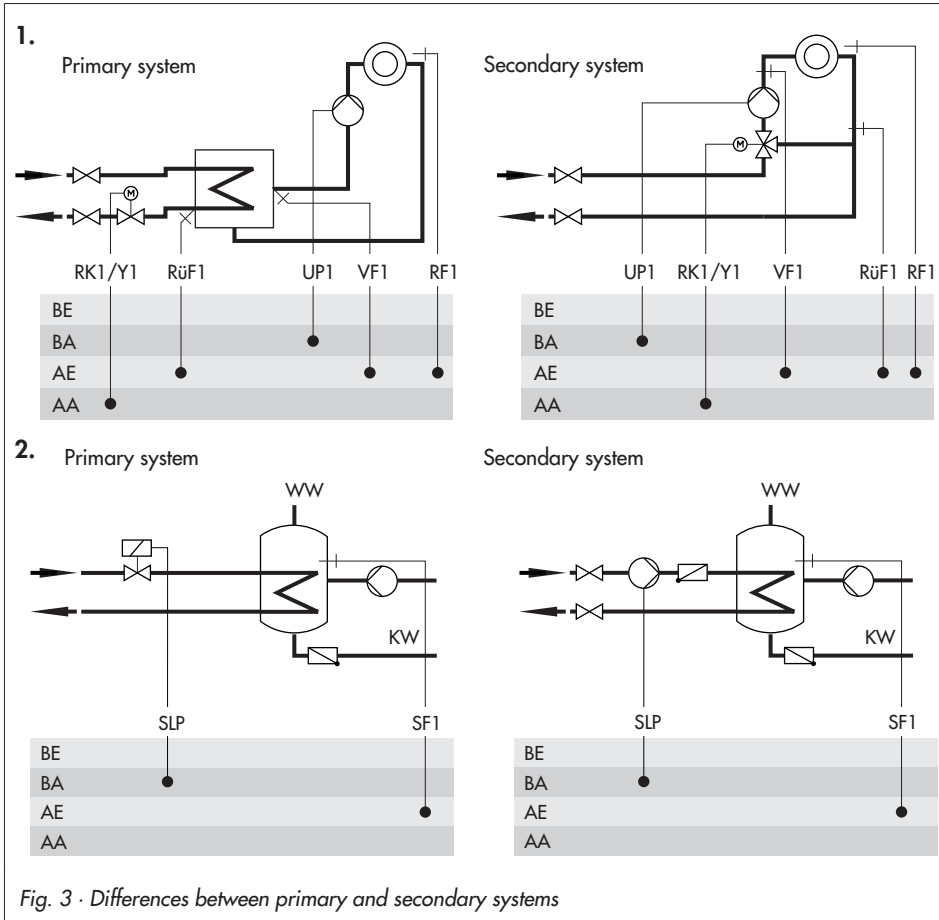 1.
Primary system
Secondary system
M
M
RK1/Y1 RüF1 UP1 VF1 RF1
UP1 RK1/Y1 VF1 RüF1 RF1
BE
BA
AE
AA
BE
BA
AE
AA
2.
Primary system
Secondary system
WW
WW
KW
KW
SLP SF1
SLP SF1
BE
BA
AE
AA
BE
BA
AE
AA
Fig. 3 · Differences between primary and secondary systems